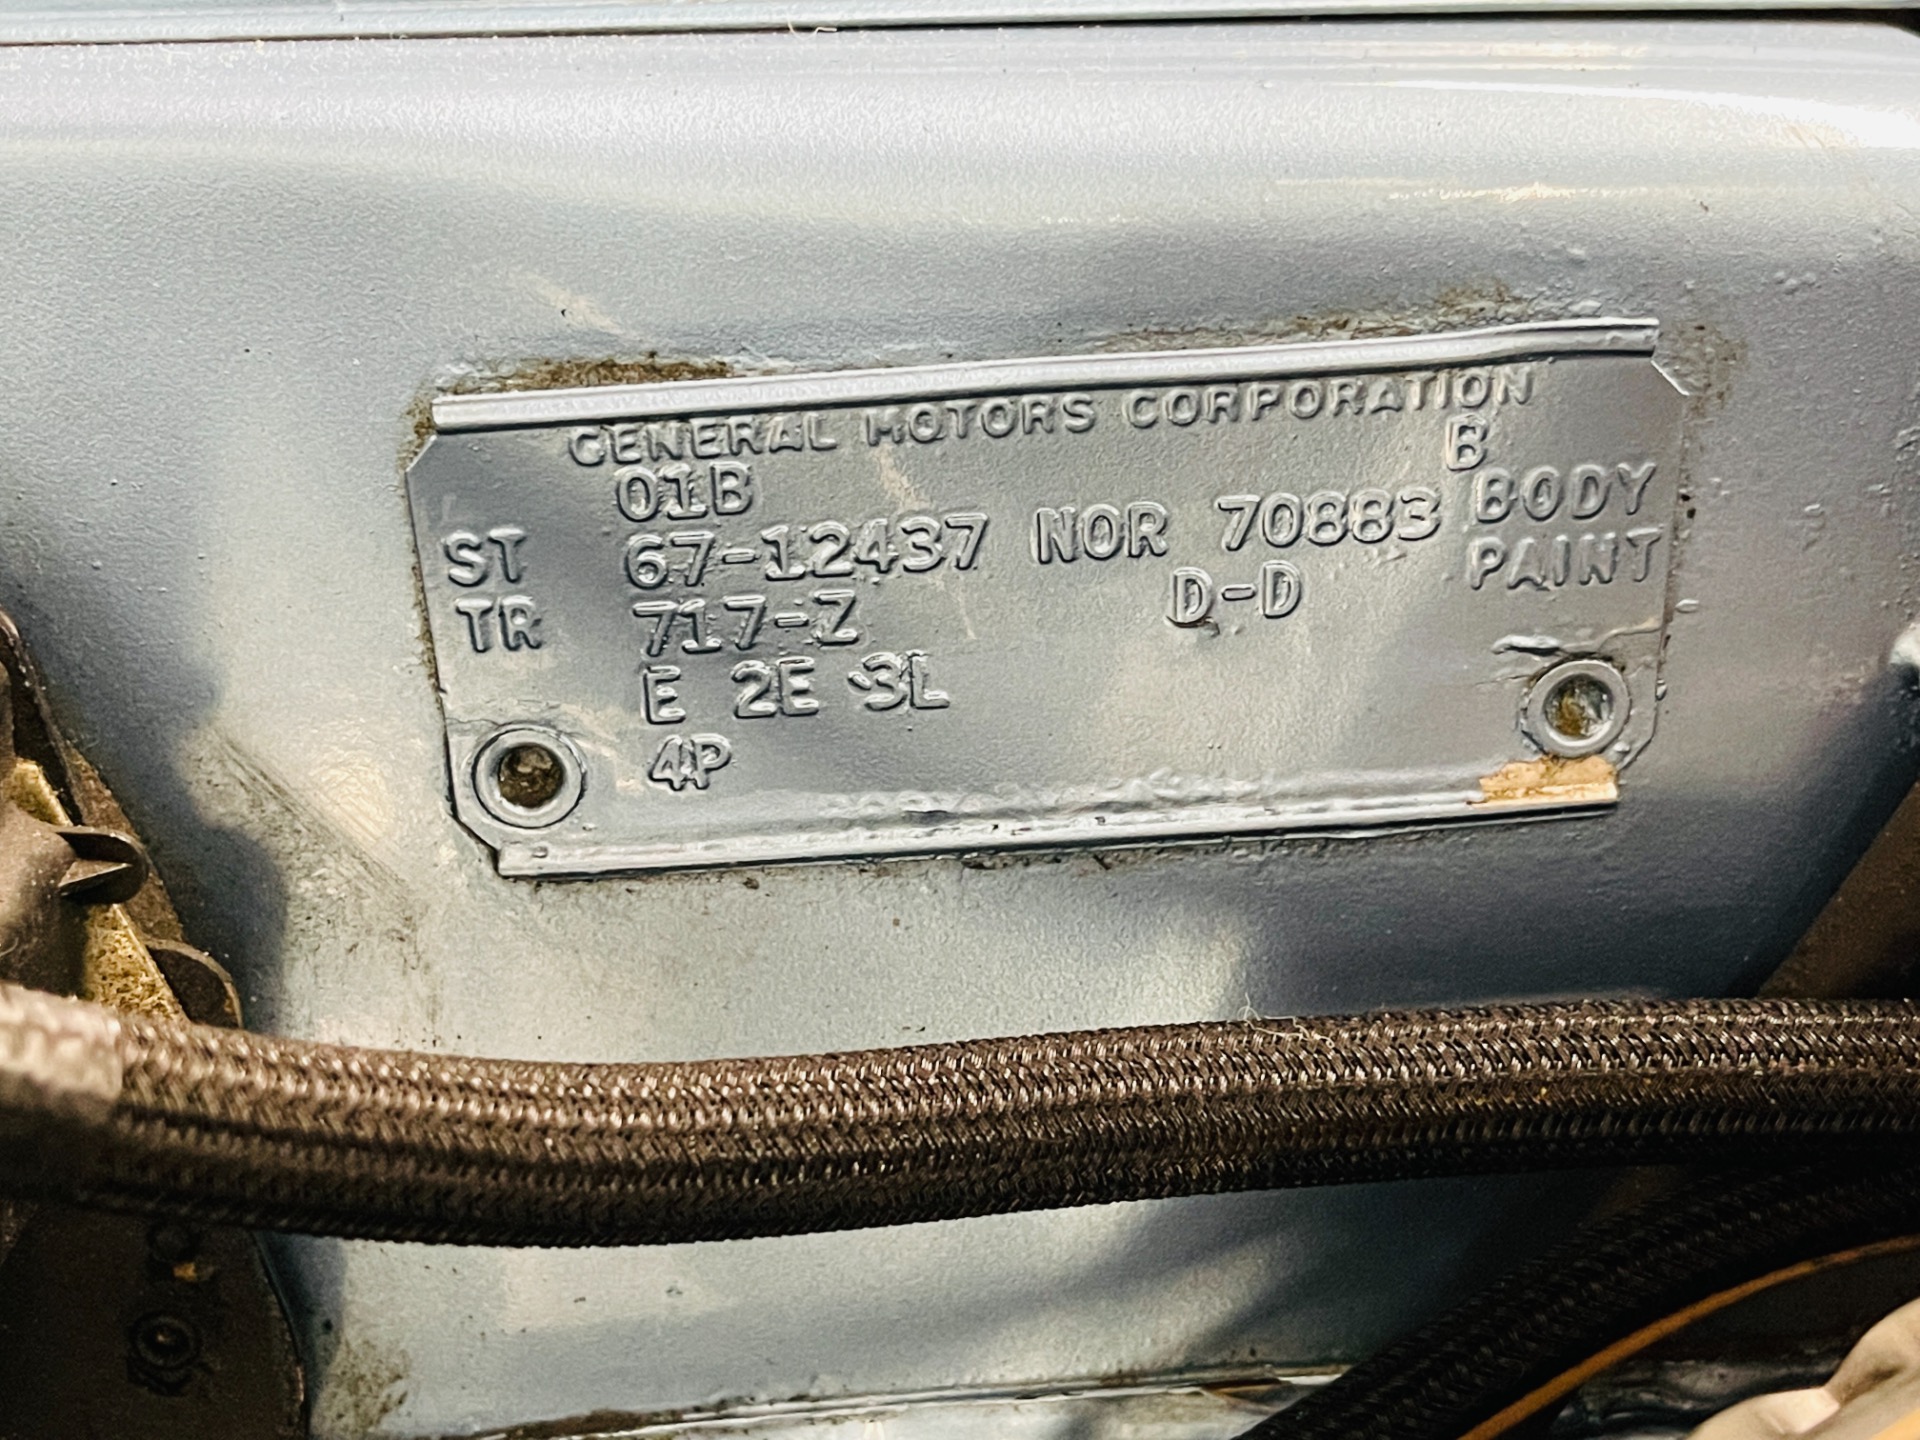 GENERAL MOTORS CORPORATION
01B B
ST 67-12437 NOR 70883 BODY
TR 717-Z D-D PAINT
E 2E 3L
4P